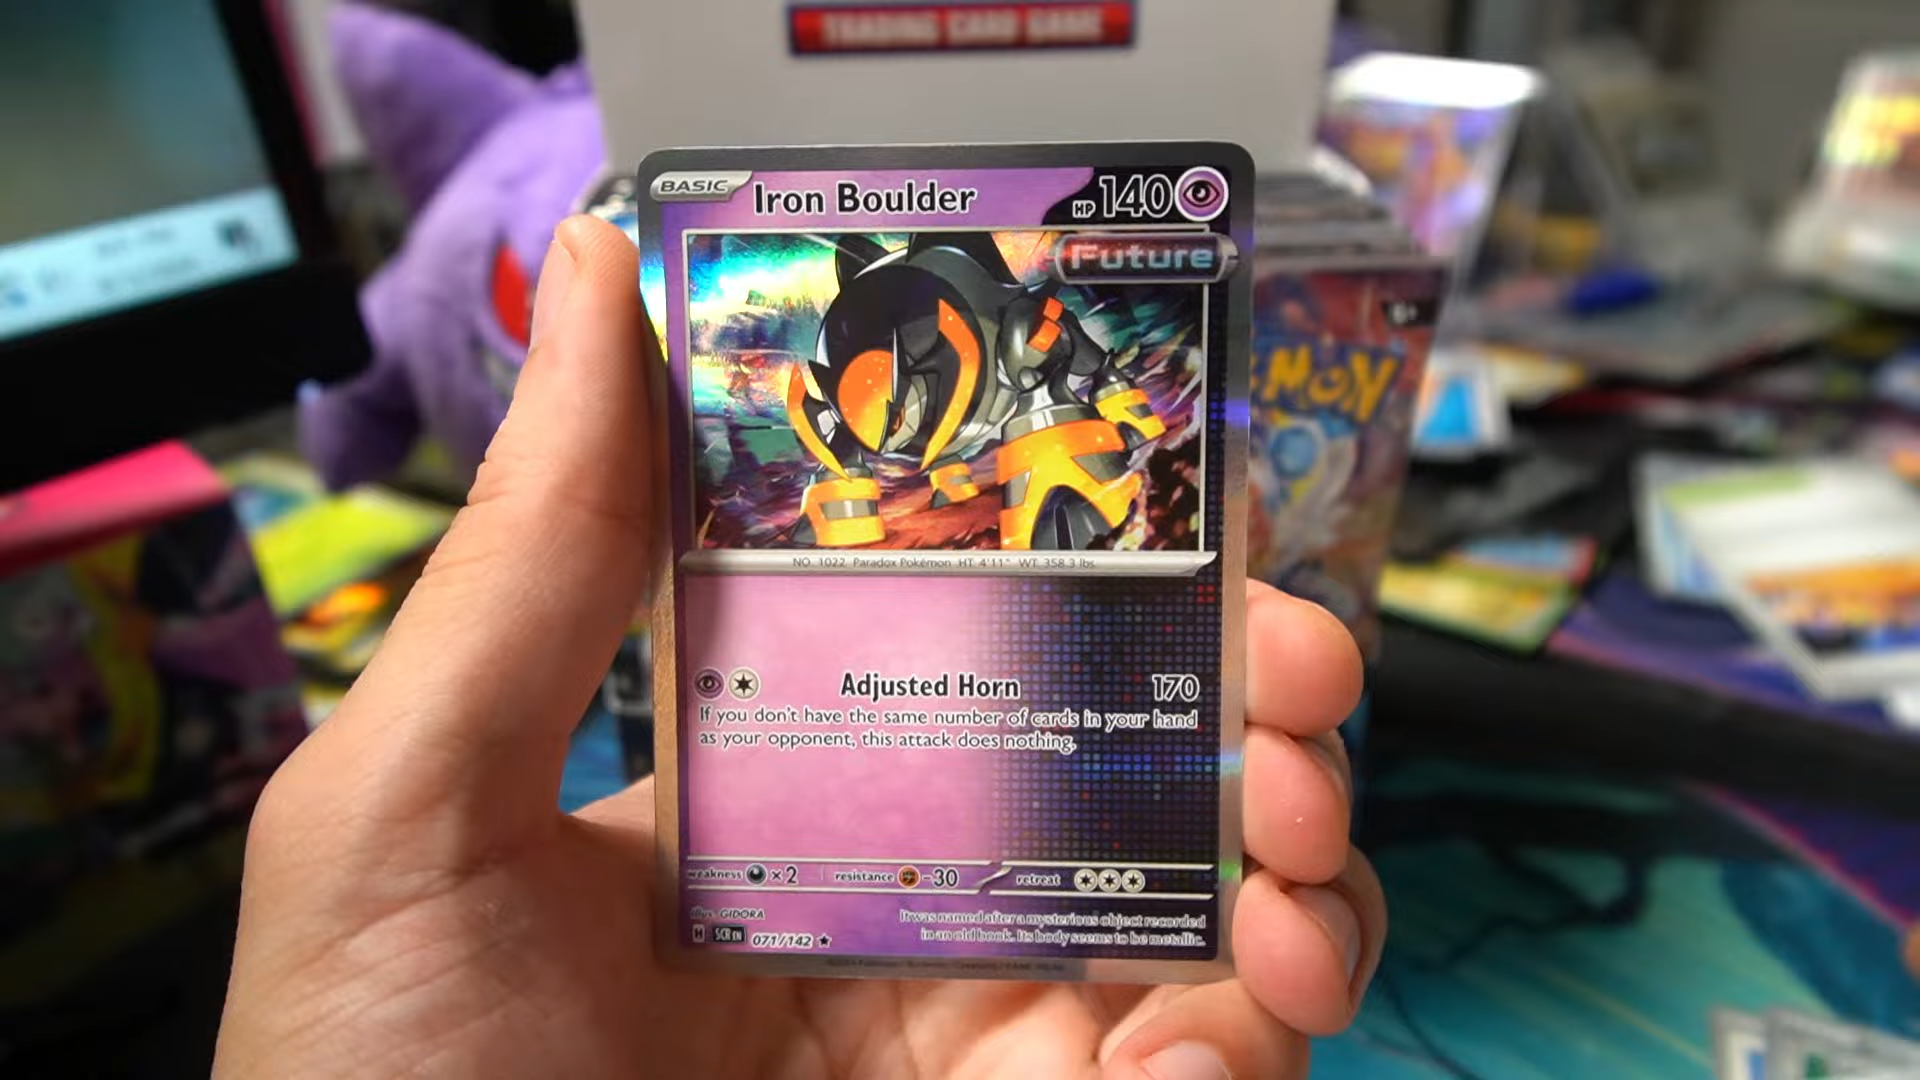 TRADING CARD GAME
BASIC Iron Boulder HP 140
Future
NO. 1022 Paradox Pokémon HT. 4'11" WT. 358.3 lbs.
Adjusted Horn 170
If you don't have the same number of cards in your hand
as your opponent, this attack does nothing.
weakness ×2 resistance -30 retreat
Illus. GIDORA
H SCR EN 071/142 ★
It was named after a mysterious object recorded
in an old book. Its body seems to be metallic.